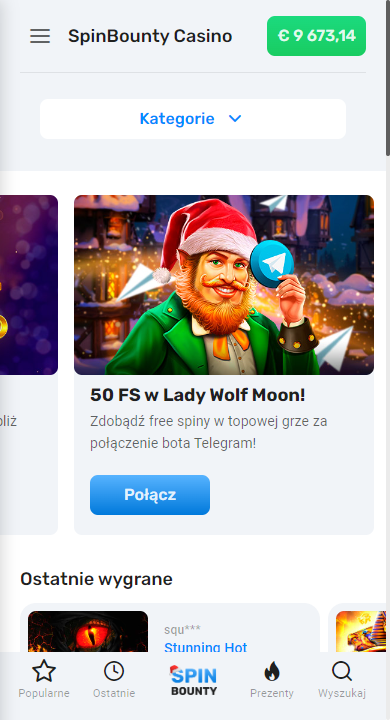 SpinBounty Casino
€ 9 673,14
Kategorie
50 FS w Lady Wolf Moon!
Zdobądź free spiny w topowej grze za
połączenie bota Telegram!
Połącz
Ostatnie wygrane
squ***
Stunning Hot
Popularne
Ostatnie
SPIN
BOUNTY
Prezenty
Wyszukaj